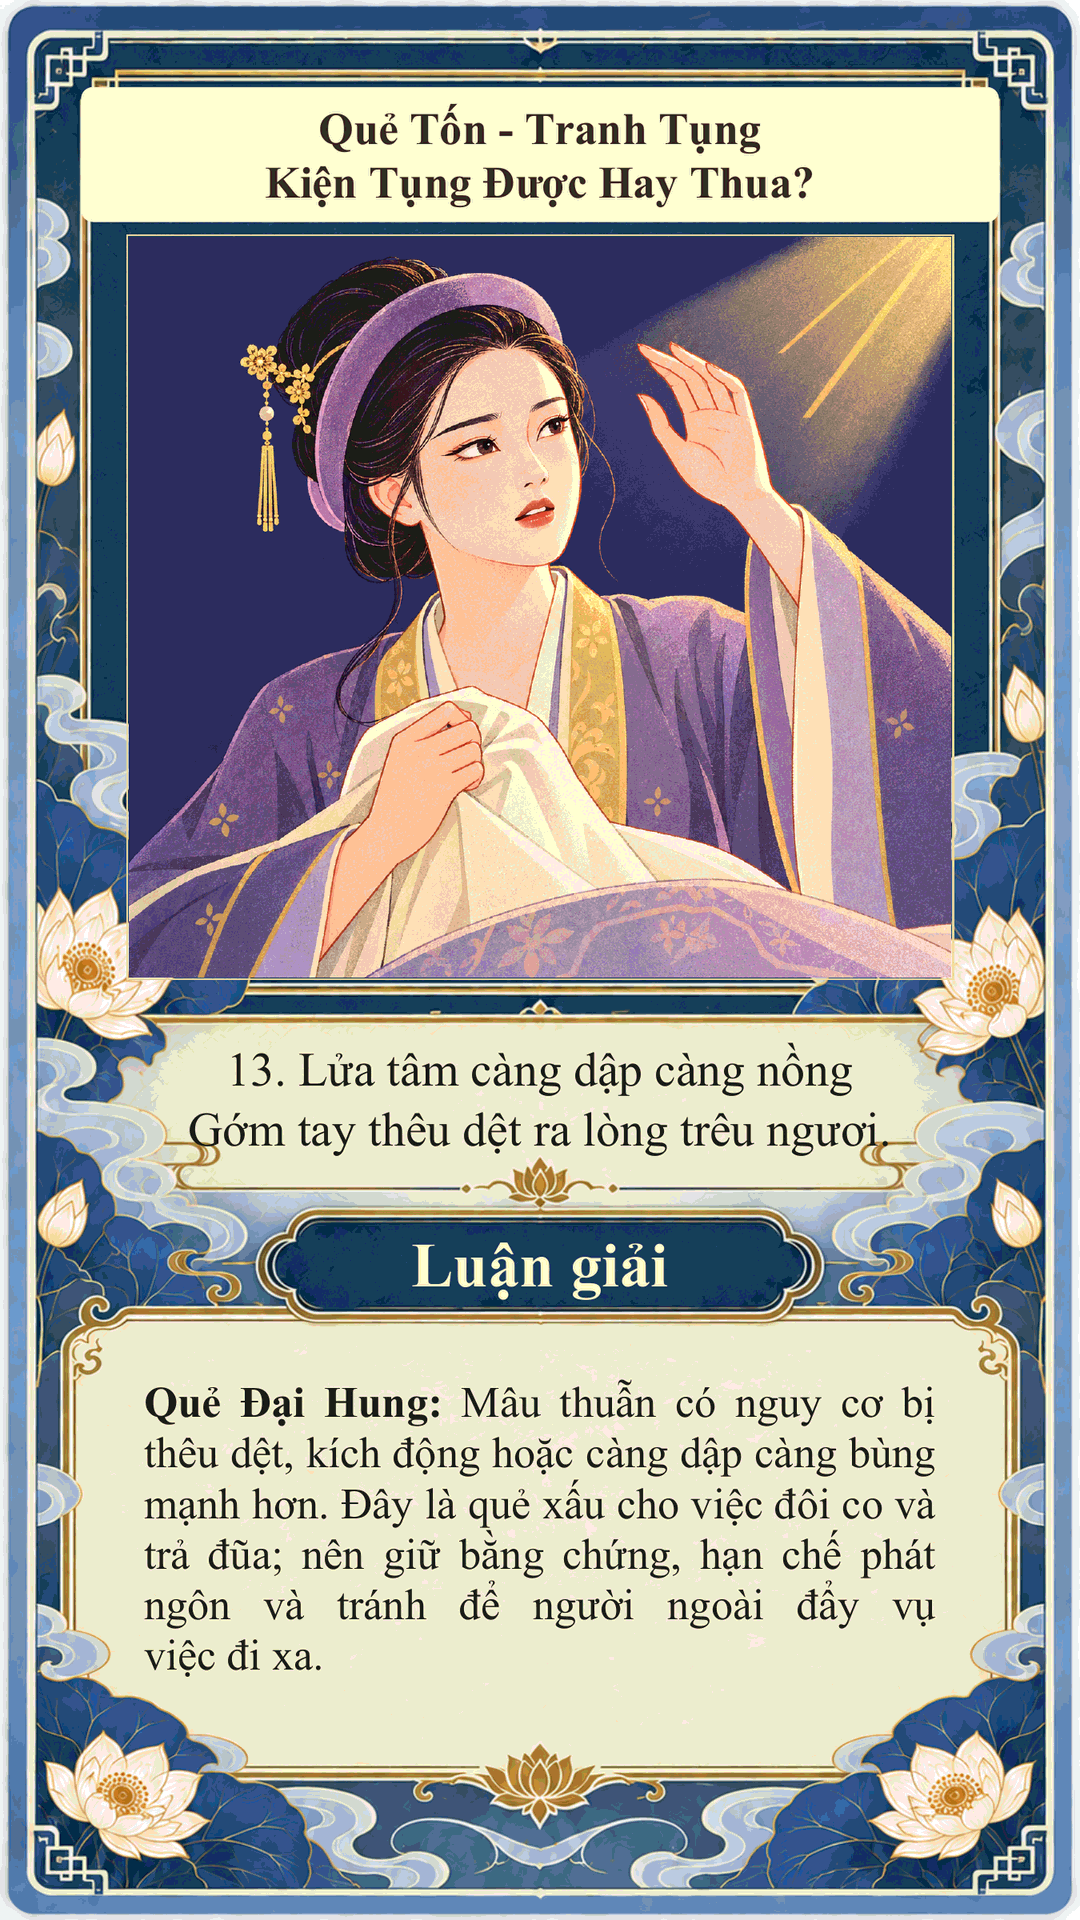 Quẻ Tốn - Tranh Tụng
Kiện Tụng Được Hay Thua?
13. Lửa tâm càng dập càng nồng
Gớm tay thêu dệt ra lòng trêu ngươi.
Luận giải
Quẻ Đại Hung: Mâu thuẫn có nguy cơ bị
thêu dệt, kích động hoặc càng dập càng bùng
mạnh hơn. Đây là quẻ xấu cho việc đôi co và
trả đũa; nên giữ bằng chứng, hạn chế phát
ngôn và tránh để người ngoài đẩy vụ
việc đi xa.